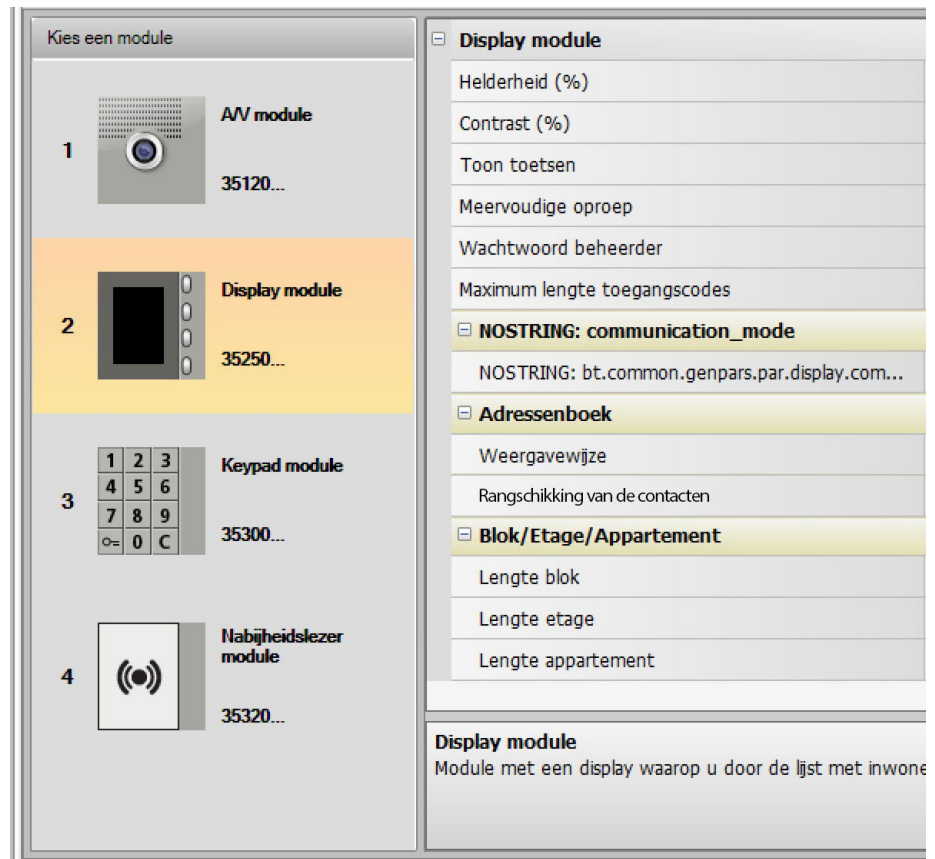 Kies een module
1
A/V module
35120...
2
Display module
35250...
1 2 3
4 5 6
7 8 9
0 C
3
Keypad module
35300...
4
Nabijheidslezer
module
35320...
Display module
Helderheid (%)
Contrast (%)
Toon toetsen
Meervoudige oproep
Wachtwoord beheerder
Maximum lengte toegangscodes
NOSTRING: communication_mode
NOSTRING: bt.common.genpars.par.display.com...
Adressenboek
Weergavewijze
Rangschikking van de contacten
Blok/Etage/Appartement
Lengte blok
Lengte etage
Lengte appartement
Display module
Module met een display waarop u door de lijst met inwone